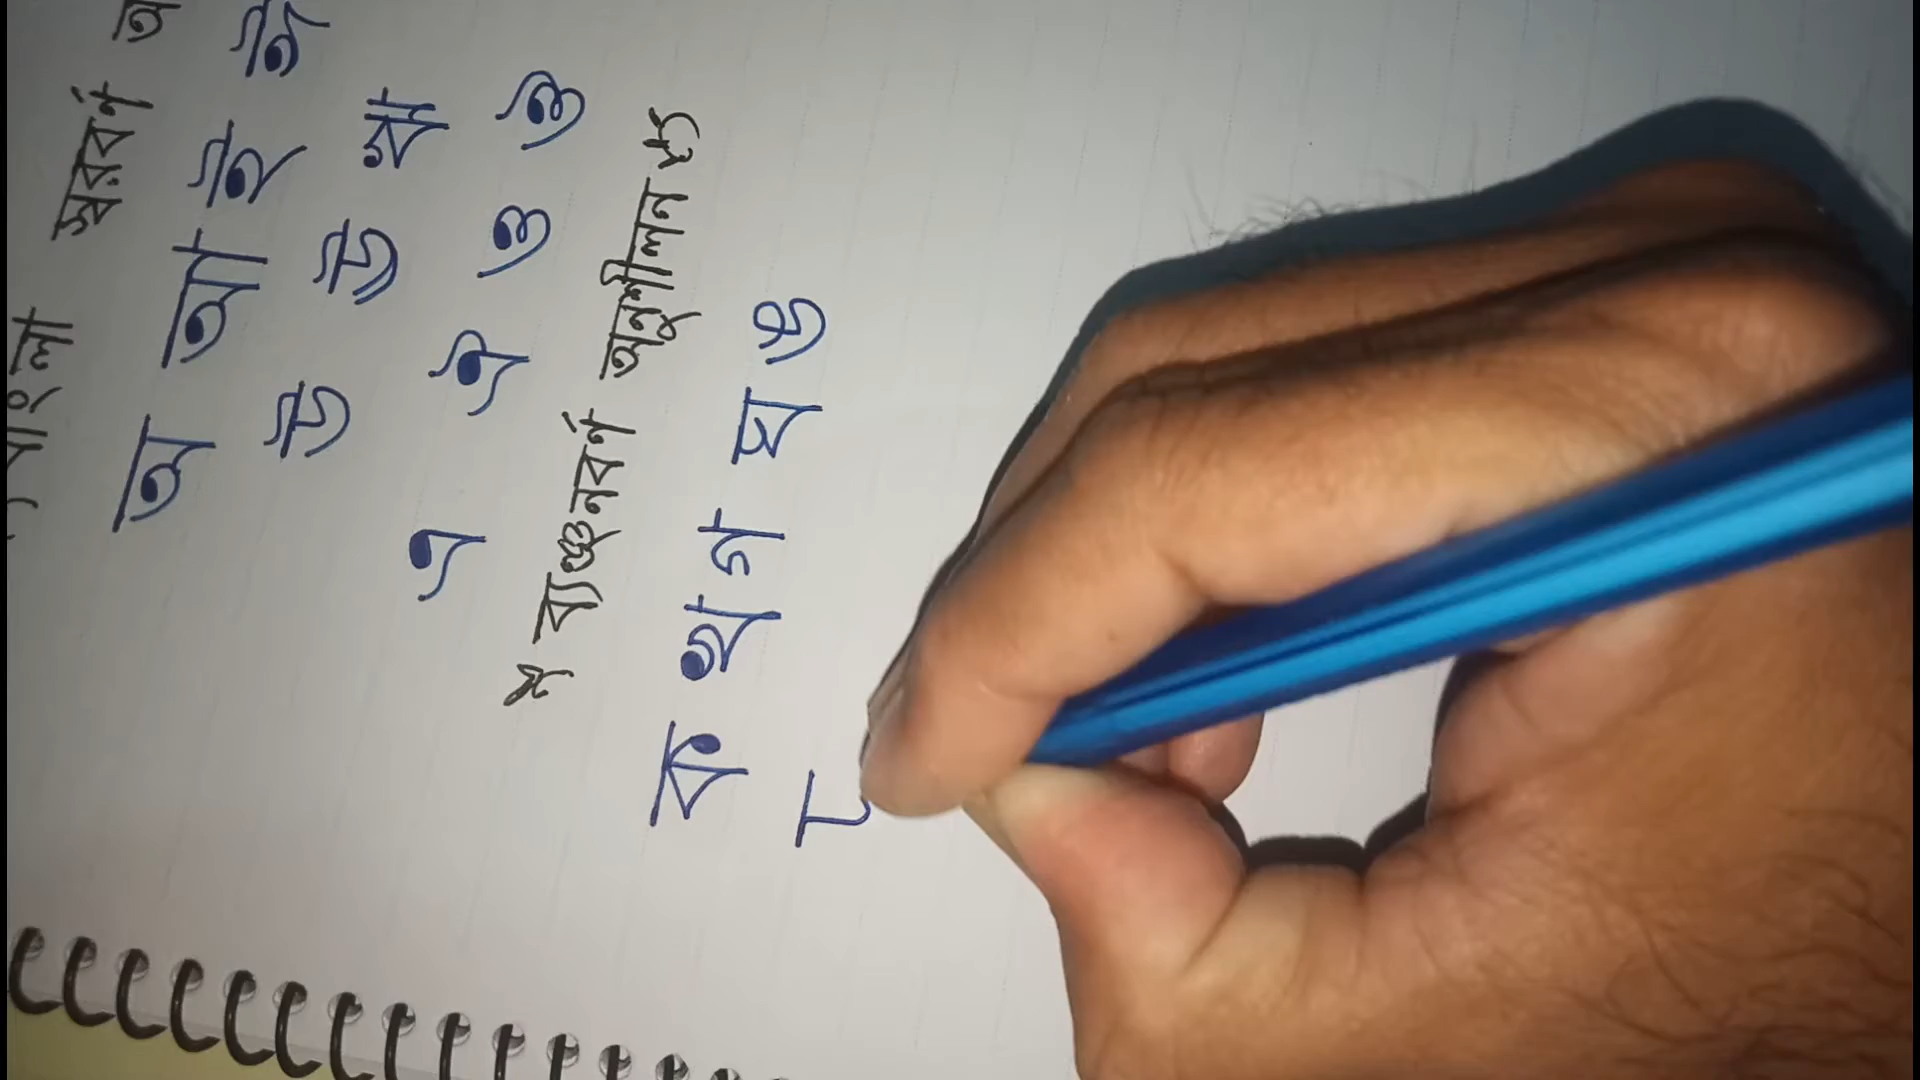 বাংলা স্বরবর্ণ অ
অ আ ই ঈ
উ ঊ ঋ
এ ঐ ও ঔ
ব্যঞ্জনবর্ণ অনুশীলন
ক খ গ ঘ ঙ